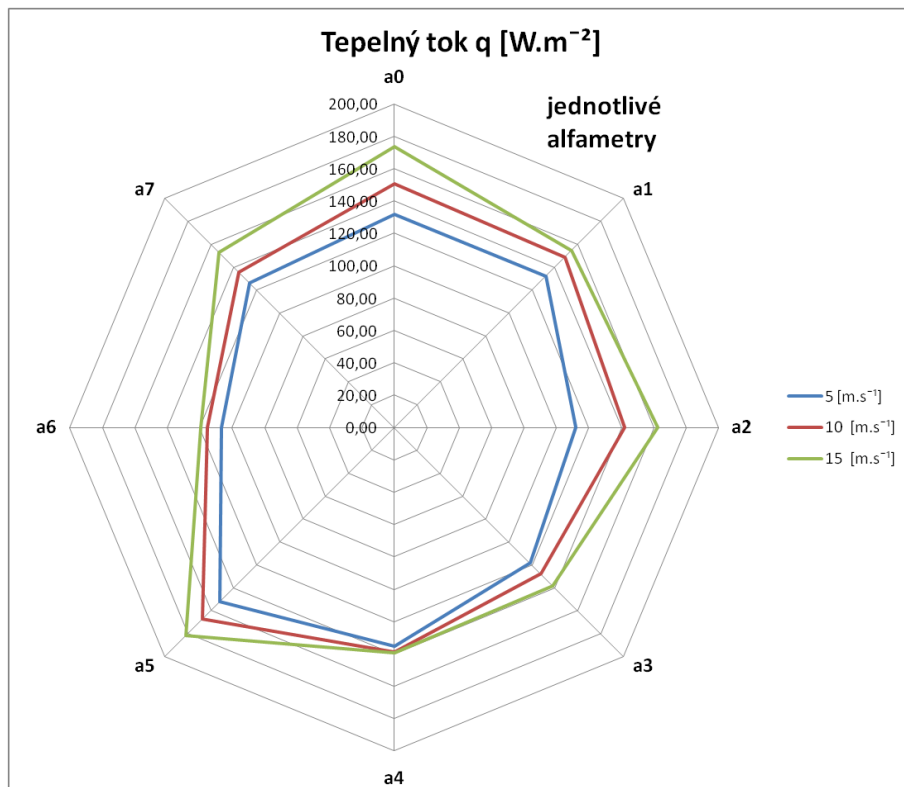 Tepelný tok q [W.m⁻²]
a0
jednotlivé
alfametry
200,00
180,00
160,00
140,00
120,00
100,00
80,00
60,00
40,00
20,00
0,00
a1
a2
a3
a4
a5
a6
a7
5 [m.s⁻¹]
10 [m.s⁻¹]
15 [m.s⁻¹]